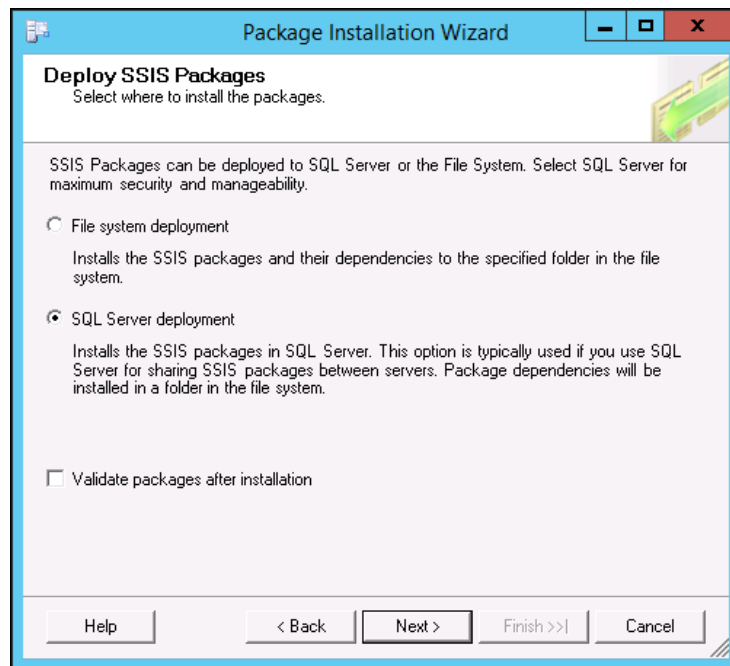 Package Installation Wizard
Deploy SSIS Packages
Select where to install the packages.
SSIS Packages can be deployed to SQL Server or the File System. Select SQL Server for
maximum security and manageability.
File system deployment
Installs the SSIS packages and their dependencies to the specified folder in the file
system.
SQL Server deployment
Installs the SSIS packages in SQL Server. This option is typically used if you use SQL
Server for sharing SSIS packages between servers. Package dependencies will be
installed in a folder in the file system.
Validate packages after installation
Help < Back Next > Finish >>| Cancel